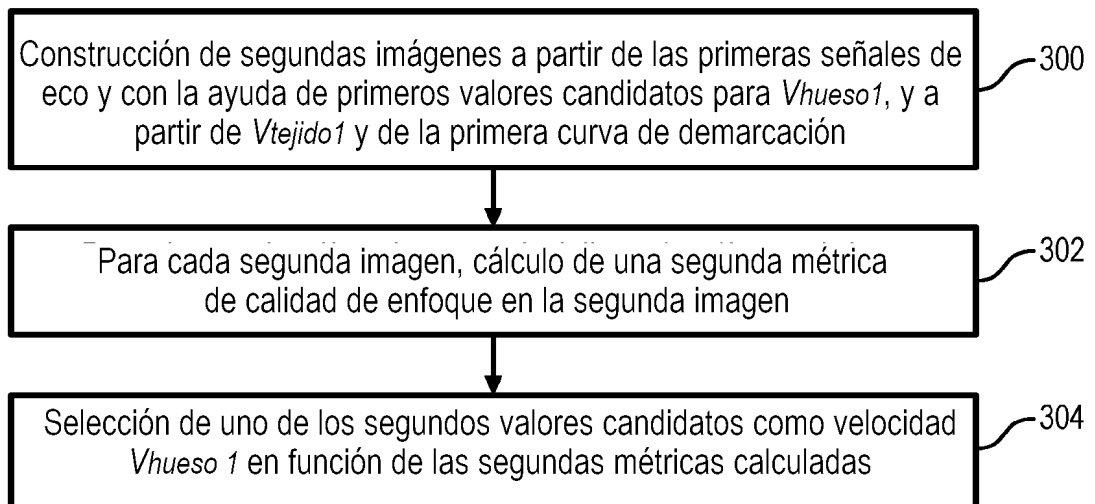 Construcción de segundas imágenes a partir de las primeras señales de
eco y con la ayuda de primeros valores candidatos para Vhueso1, y a
partir de Vtejido1 y de la primera curva de demarcación
300
Para cada segunda imagen, cálculo de una segunda métrica
de calidad de enfoque en la segunda imagen
302
Selección de uno de los segundos valores candidatos como velocidad
Vhueso 1 en función de las segundas métricas calculadas
304